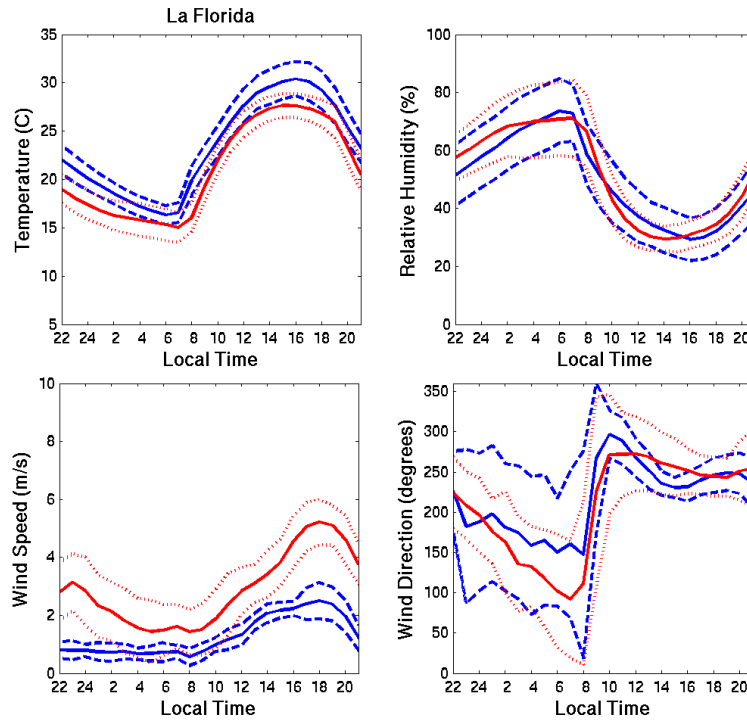 La Florida
Temperature (C)
35
30
25
20
15
10
5
22 24 2 4 6 8 10 12 14 16 18 20
Local Time
Relative Humidity (%)
100
80
60
40
20
0
22 24 2 4 6 8 10 12 14 16 18 20
Local Time
Wind Speed (m/s)
10
8
6
4
2
0
22 24 2 4 6 8 10 12 14 16 18 20
Local Time
Wind Direction (degrees)
350
300
250
200
150
100
50
0
22 24 2 4 6 8 10 12 14 16 18 20
Local Time